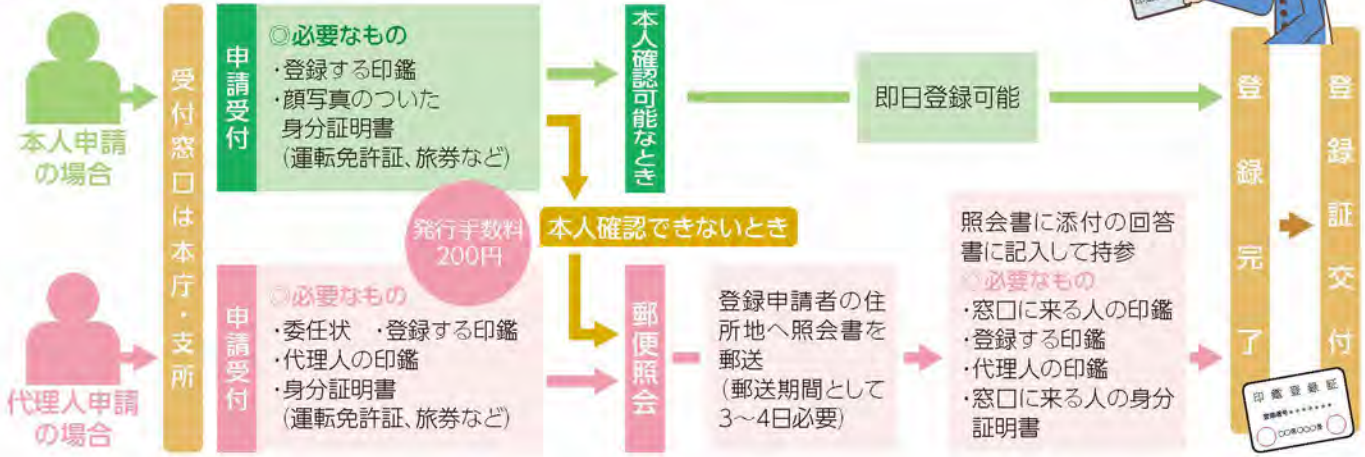 本人申請
の場合
代理人申請
の場合
受付窓口は本庁・支所
申請受付
◎必要なもの
・登録する印鑑
・顔写真のついた
身分証明書
(運転免許証、旅券など)
本人確認可能なとき
即日登録可能
発行手数料
200円
本人確認できないとき
申請受付
◎必要なもの
・委任状 ・登録する印鑑
・代理人の印鑑
・身分証明書
(運転免許証、旅券など)
郵便照会
登録申請者の住
所地へ照会書を
郵送
(郵送期間として
3～4日必要)
照会書に添付の回答
書に記入して持参
◎必要なもの
・窓口に来る人の印鑑
・登録する印鑑
・代理人の印鑑
・窓口に来る人の身分
証明書
登録完了
登録証交付
印鑑登録証